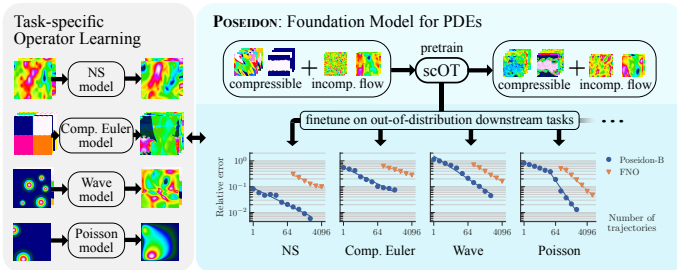 Task-specific
Operator Learning
NS
model
Comp. Euler
model
Wave
model
Poisson
model
POSEIDON: Foundation Model for PDEs
compressible
incomp. flow
pretrain
scOT
compressible
incomp. flow
finetune on out-of-distribution downstream tasks
Relative error
10⁰
10⁻¹
10⁻²
1 64 4096
NS
1 64 4096
Comp. Euler
1 64 4096
Wave
1 64 4096
Poisson
Poseidon-B
FNO
Number of
trajectories